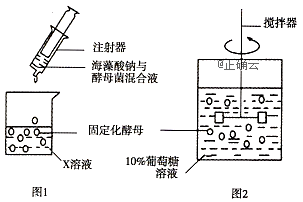 搅拌器
@正确云
注射器
海藻酸钠与
酵母菌混合液
固定化酵母
X溶液
10%葡萄糖
溶液
图1
图2